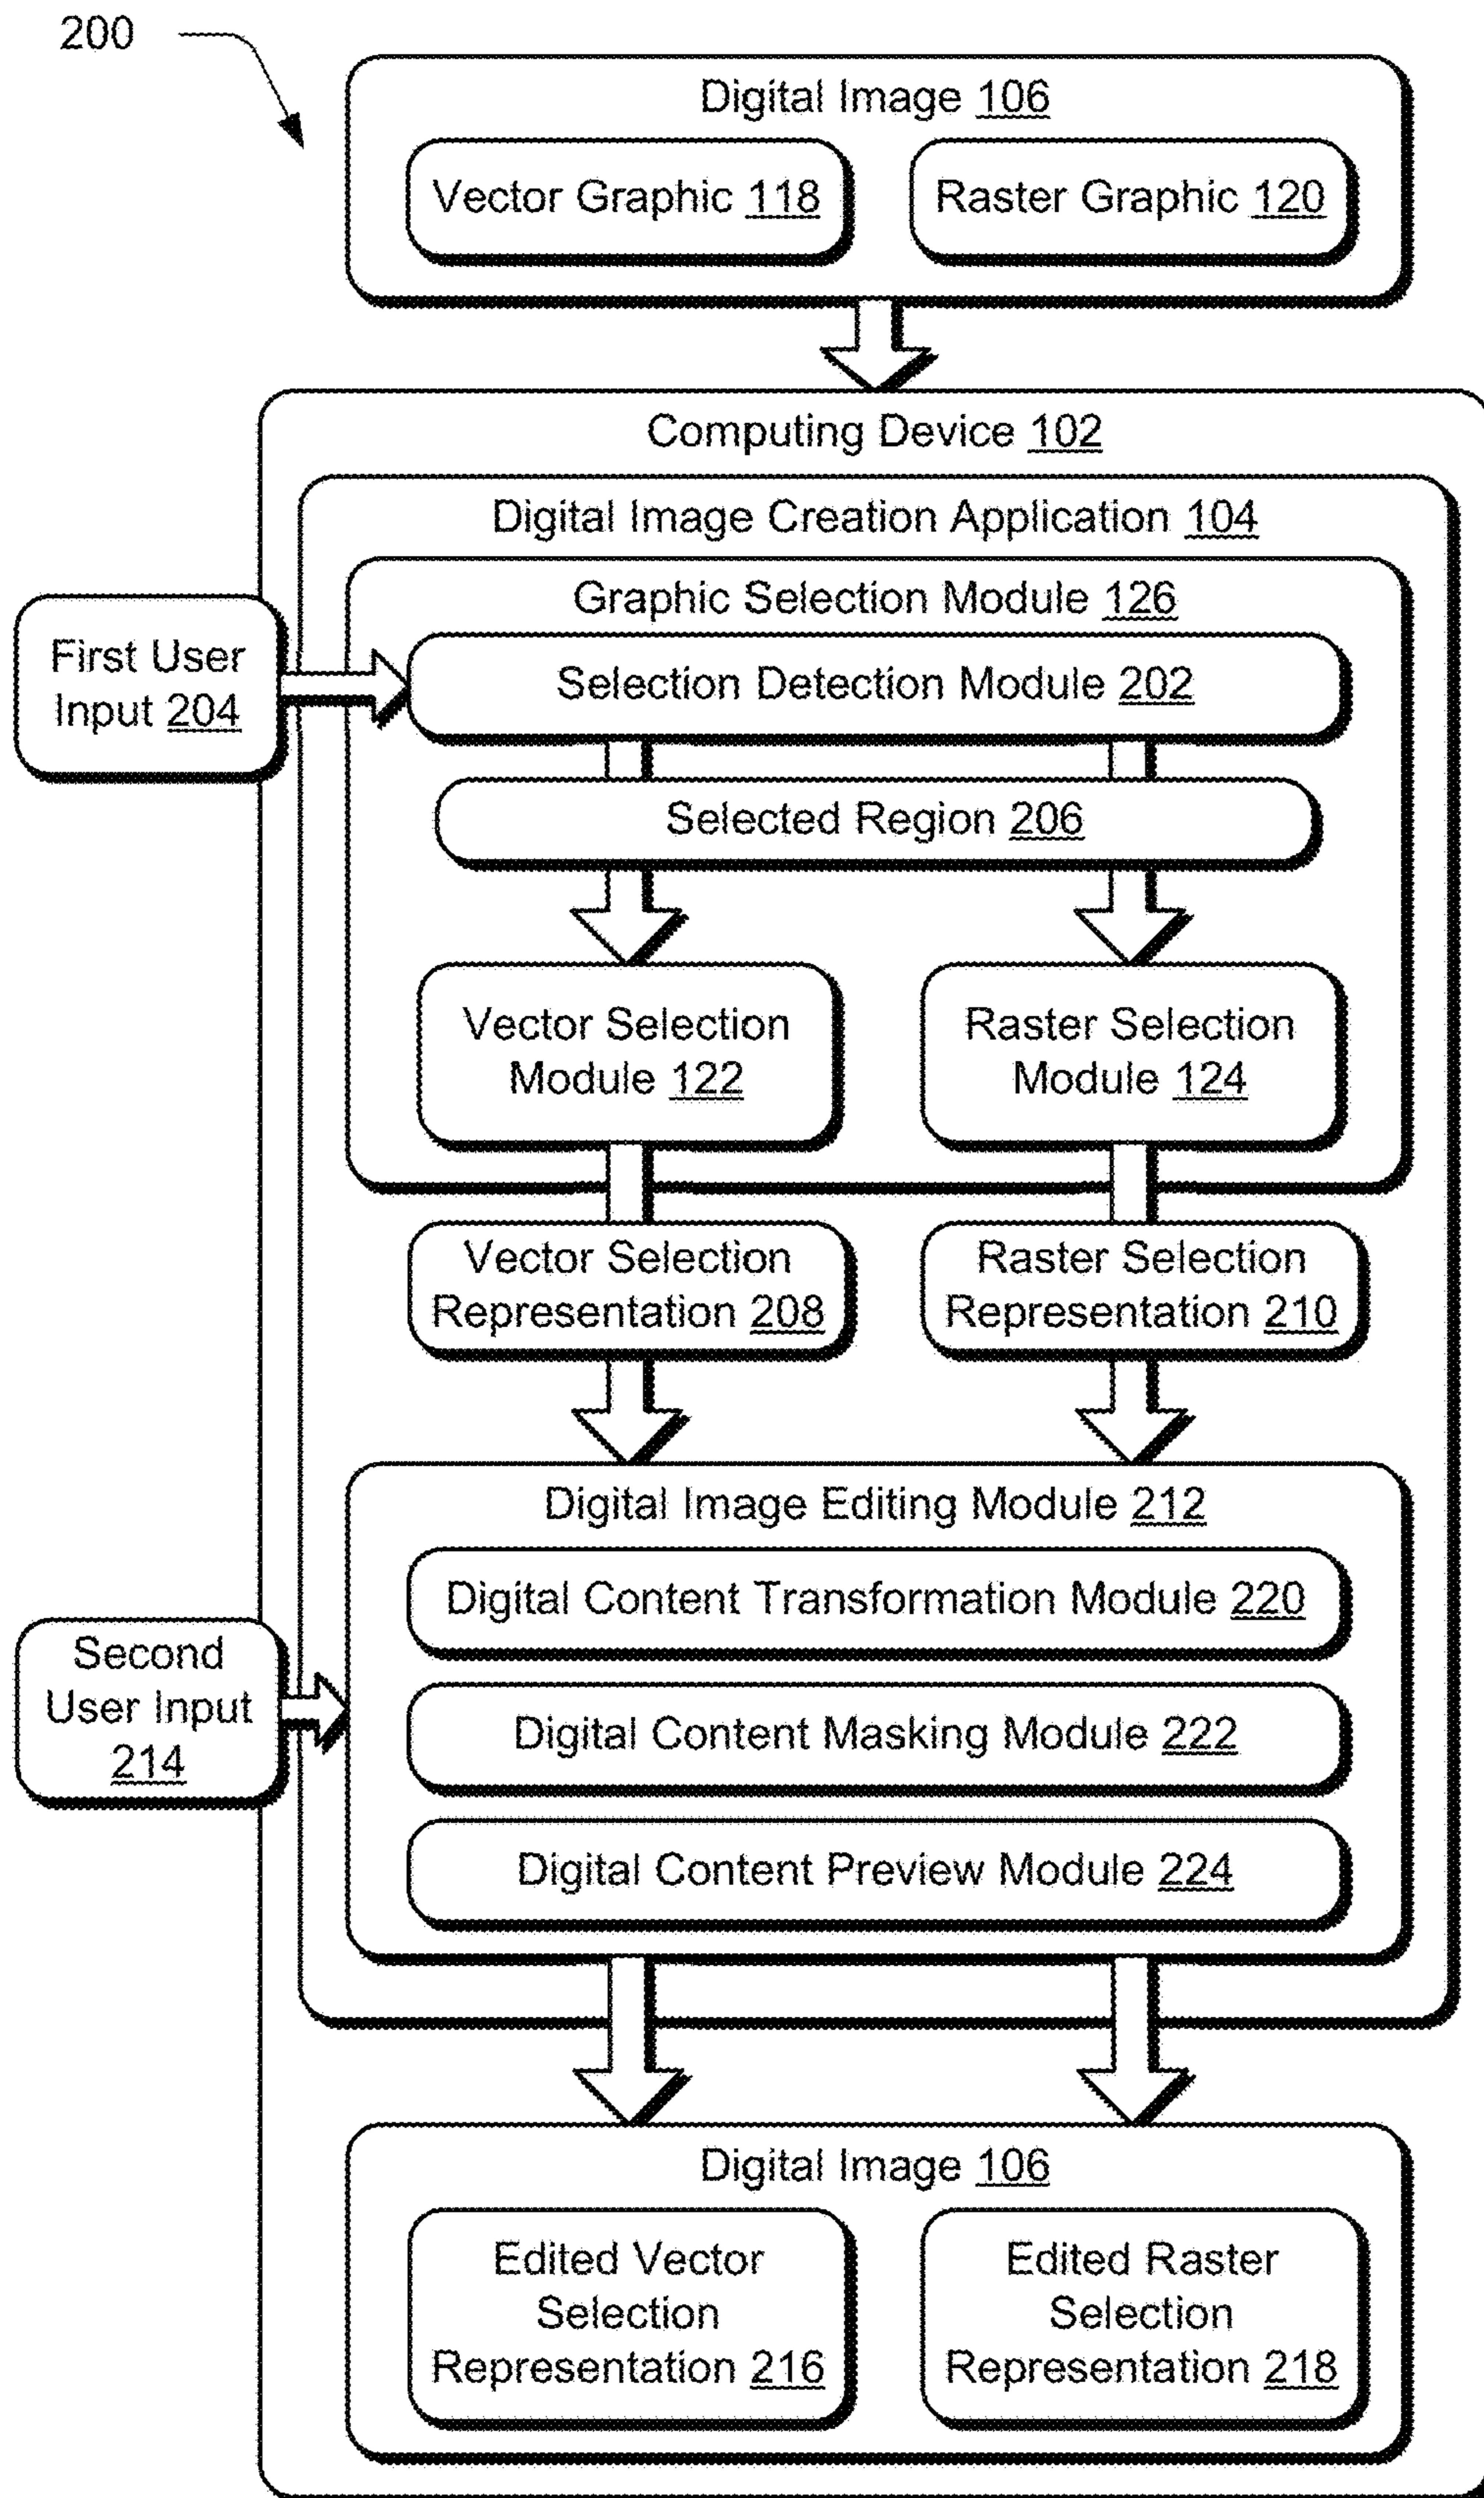 200
Digital Image 106
Vector Graphic 118
Raster Graphic 120
Computing Device 102
Digital Image Creation Application 104
Graphic Selection Module 126
First User
Input 204
Selection Detection Module 202
Selected Region 206
Vector Selection
Module 122
Raster Selection
Module 124
Vector Selection
Representation 208
Raster Selection
Representation 210
Digital Image Editing Module 212
Digital Content Transformation Module 220
Second
User Input
214
Digital Content Masking Module 222
Digital Content Preview Module 224
Digital Image 106
Edited Vector
Selection
Representation 216
Edited Raster
Selection
Representation 218